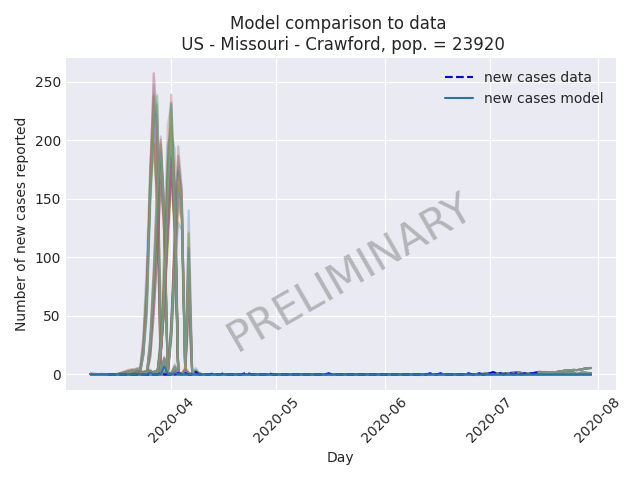 Model comparison to data
US - Missouri - Crawford, pop. = 23920
new cases data
new cases model
250
200
150
100
50
0
Number of new cases reported
PRELIMINARY
2020-04
2020-05
2020-06
2020-07
2020-08
Day